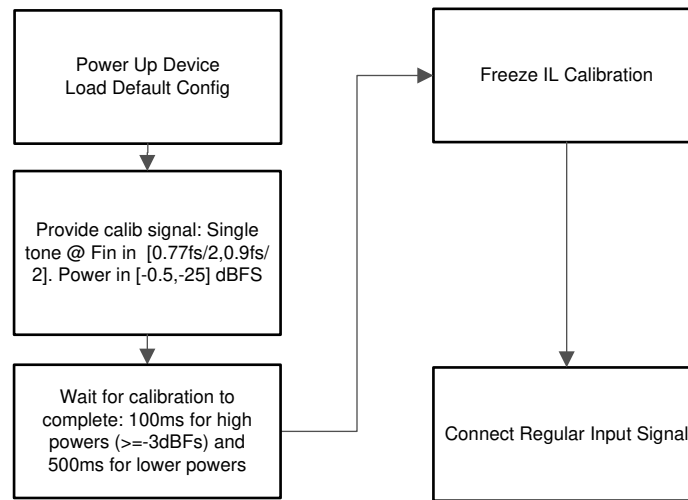 Power Up Device
Load Default Config
Provide calib signal: Single
tone @ Fin in  [0.77fs/2,0.9fs/
2]. Power in [-0.5,-25] dBFS
Wait for calibration to
complete: 100ms for high
powers (>=-3dBFs) and
500ms for lower powers
Freeze IL Calibration
Connect Regular Input Signal